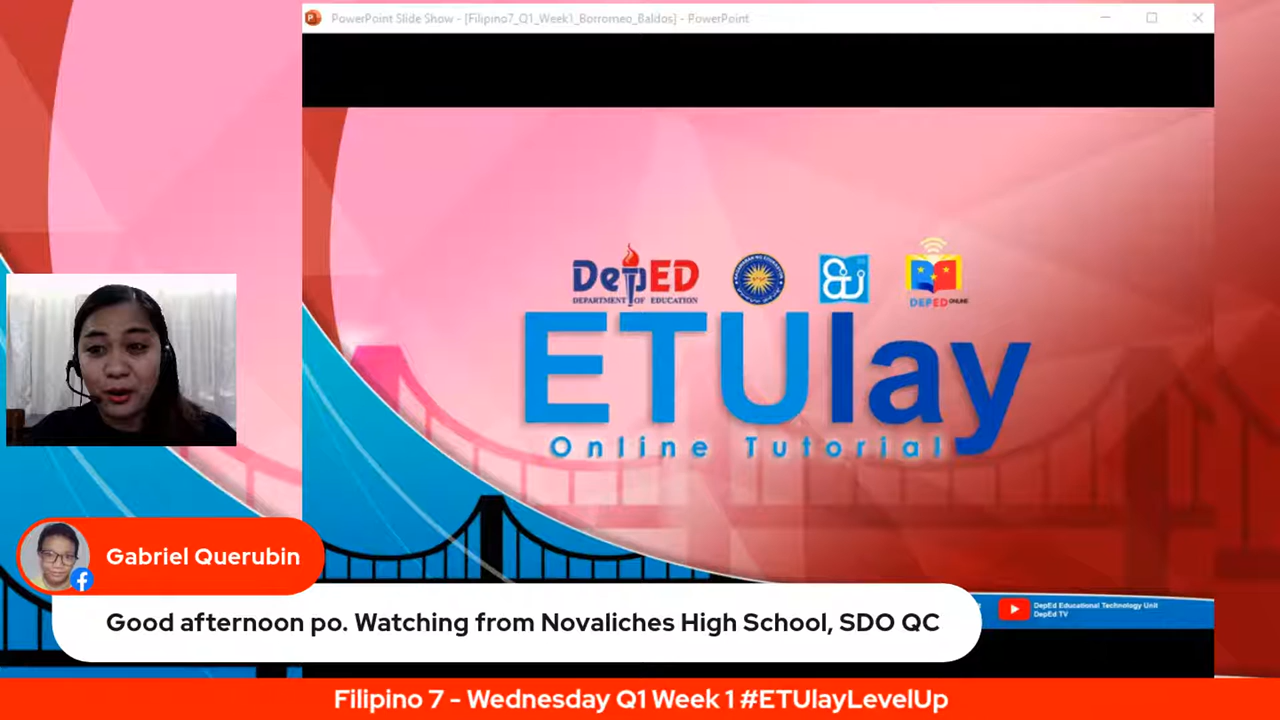 PowerPoint Slide Show - [Filipino7_Q1_Week1_Borromeo_Baldos] - PowerPoint
DepED
DEPARTMENT OF EDUCATION
DEPED ONLINE
ETUlay
Online Tutorial
Gabriel Querubin
Good afternoon po. Watching from Novaliches High School, SDO QC
DepEd Educational Technology Unit
DepEd TV
Filipino 7 - Wednesday Q1 Week 1 #ETUlayLevelUp